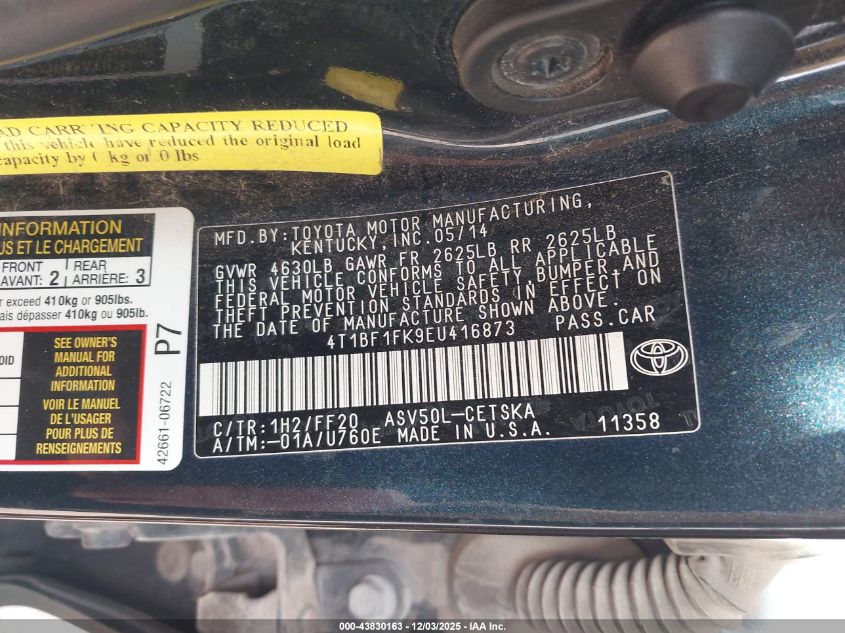 AD CARR ING CAPACITY REDUCED
this vehicle have reduced the original load
capacity by kg or 0 lbs
INFORMATION
US ET LE CHARGEMENT
FRONT
AVANT: 2
REAR
ARRIÈRE: 3
r exceed 410kg or 905lbs.
mais dépasser 410kg ou 905lb.
SEE OWNER'S
MANUAL FOR
ADDITIONAL
INFORMATION
VOIR LE MANUEL
DE L'USAGER
POUR PLUS DE
RENSEIGNEMENTS
P7
42661-06722
MFD.BY:TOYOTA MOTOR MANUFACTURING,
KENTUCKY,INC.05/14
GVWR 4630LB GAWR FR 2625LB RR 2625LB
THIS VEHICLE CONFORMS TO ALL APPLICABLE
FEDERAL MOTOR VEHICLE SAFETY,BUMPER,AND
THEFT PREVENTION STANDARDS IN EFFECT ON
THE DATE OF MANUFACTURE SHOWN ABOVE.
4T1BF1FK9EU416873 PASS.CAR
C/TR:1H2/FF20 ASV50L-CETSKA
A/TM:-01A/U760E MADE IN U.S.A. 11358
000-43830163 - 12/03/2025 - IAA Inc.